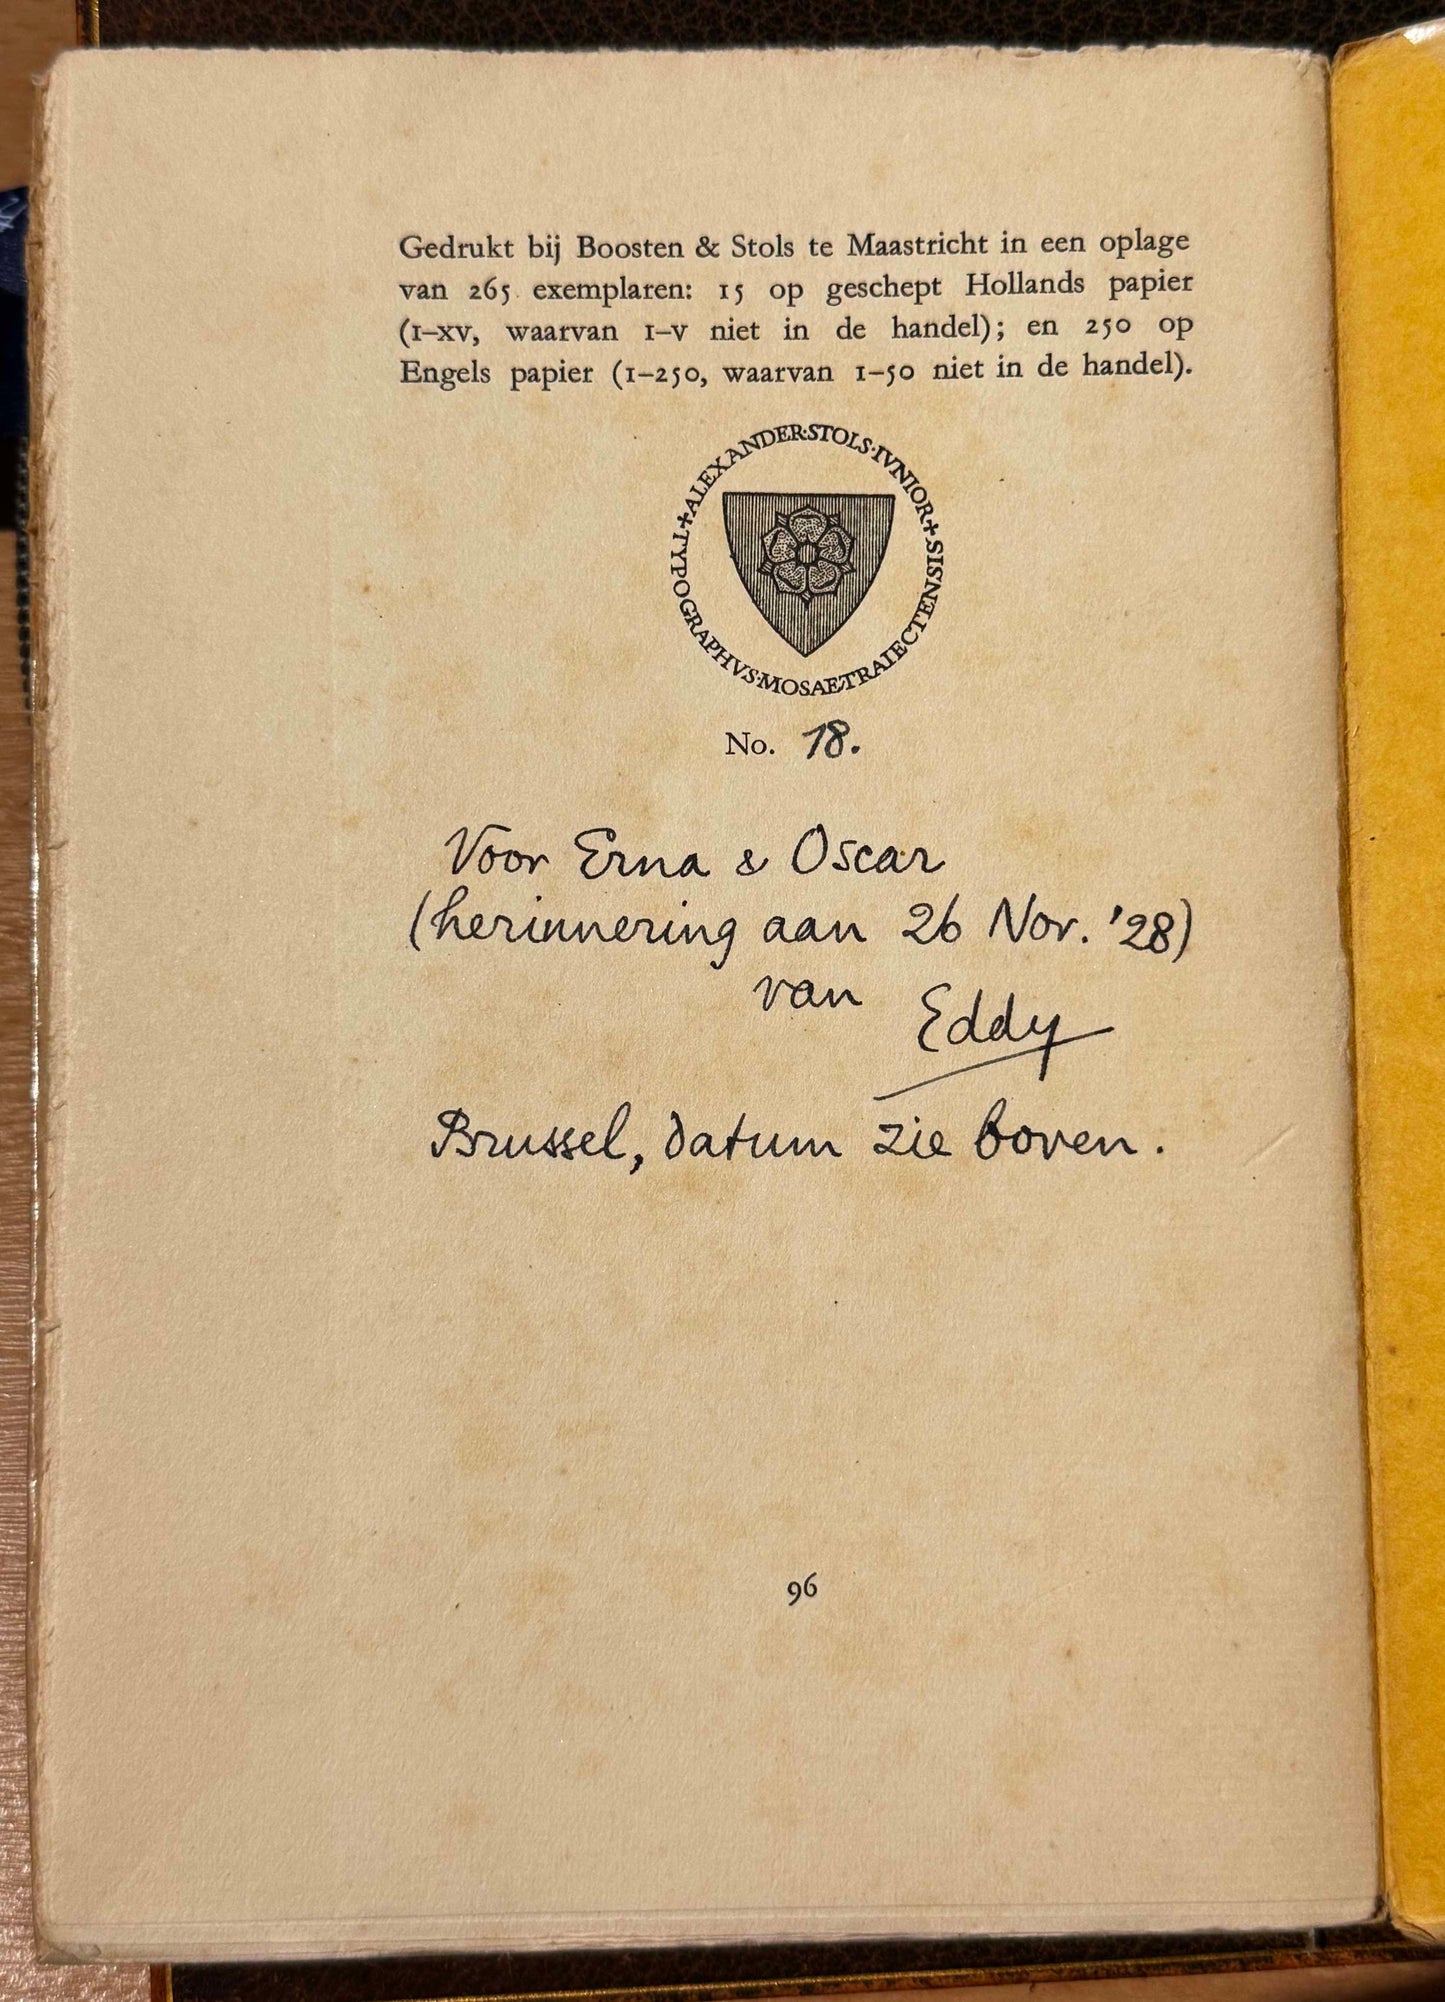 Gedrukt bij Boosten & Stols te Maastricht in een oplage
van 265 exemplaren: 15 op geschept Hollands papier
(I–XV, waarvan I–V niet in de handel); en 250 op
Engels papier (1–250, waarvan 1–50 niet in de handel).
✝ALEXANDER·STOLS·IVNIOR✝SISNETCEIARTEASOM·SVHPARGOPYT
No. 18.
Voor Erna & Oscar
(herinnering aan 26 Nov. '28)
van Eddy
Brussel, datum zie boven.
96